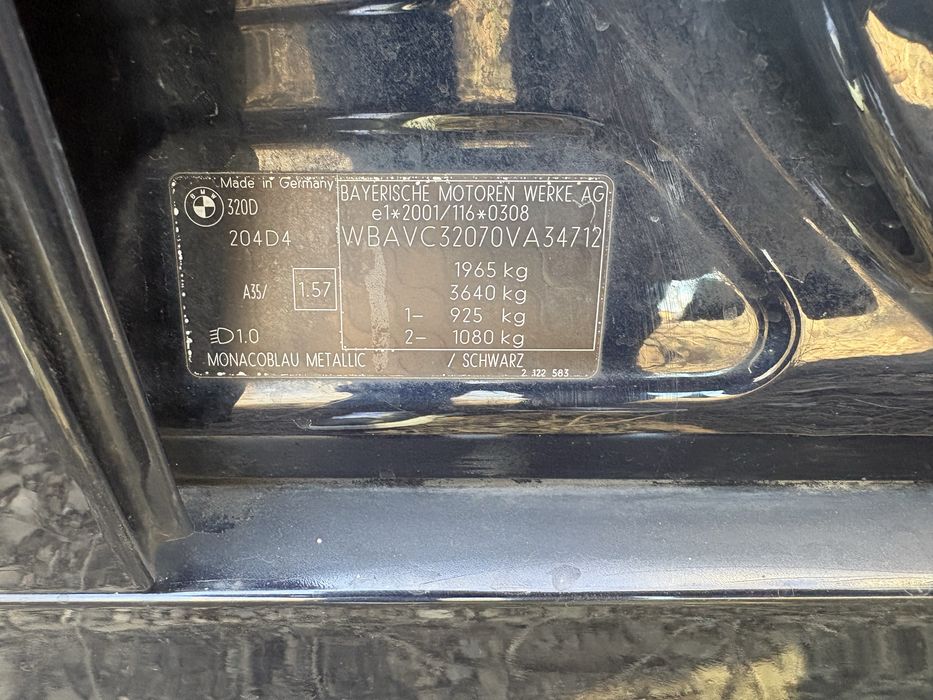 Made in Germany
BMW
320D
204D4
A35/ 1.57
1.0
BAYERISCHE MOTOREN WERKE AG
e1*2001/116*0308
WBAVC32070VA34712
1965 kg
3640 kg
1- 925 kg
2- 1080 kg
MONACOBLAU METALLIC / SCHWARZ
2 122 583